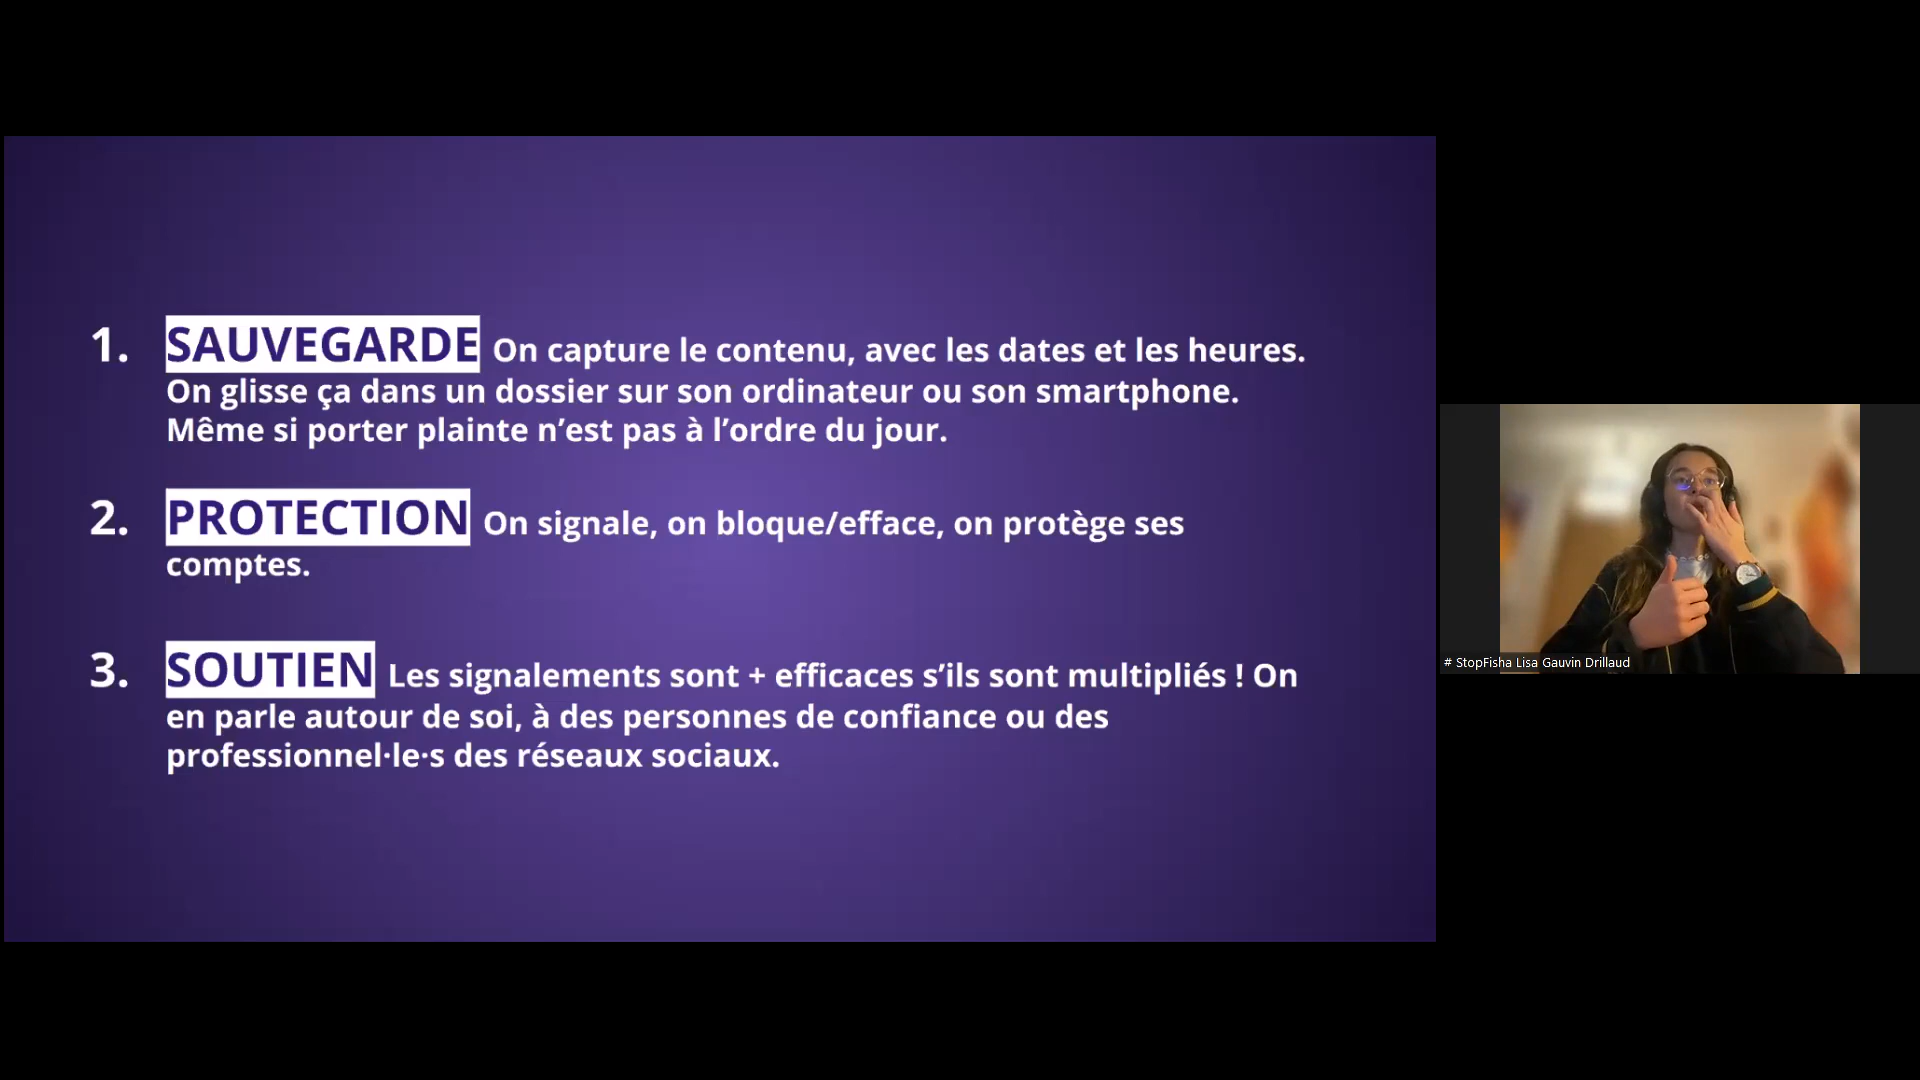 1. SAUVEGARDE On capture le contenu, avec les dates et les heures.
On glisse ça dans un dossier sur son ordinateur ou son smartphone.
Même si porter plainte n’est pas à l’ordre du jour.
2. PROTECTION On signale, on bloque/efface, on protège ses
comptes.
3. SOUTIEN Les signalements sont + efficaces s’ils sont multipliés ! On
en parle autour de soi, à des personnes de confiance ou des
professionnel·le·s des réseaux sociaux.
# StopFisha Lisa Gauvin Drillaud